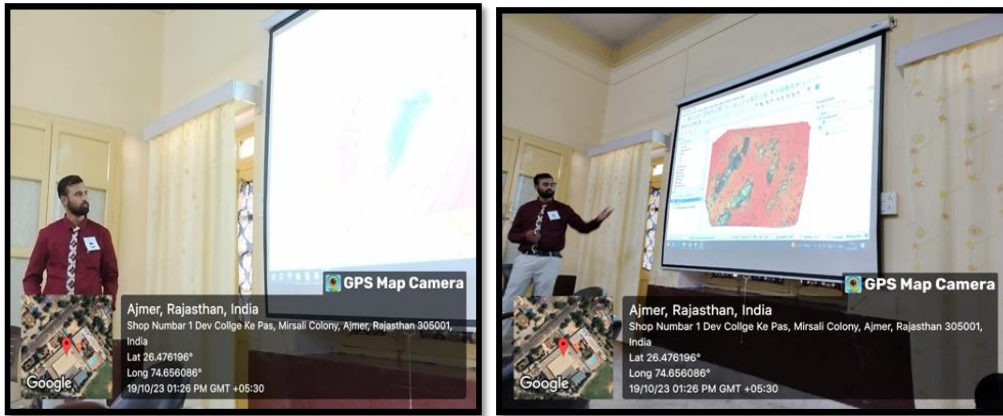 GPS Map Camera
Ajmer, Rajasthan, India
Shop Numbar 1 Dev Collge Ke Pas, Mirsali Colony, Ajmer, Rajasthan 305001,
India
Lat 26.476196°
Long 74.656086°
19/10/23 01:26 PM GMT +05:30
Google
GPS Map Camera
Ajmer, Rajasthan, India
Shop Numbar 1 Dev Collge Ke Pas, Mirsali Colony, Ajmer, Rajasthan 305001,
India
Lat 26.476196°
Long 74.656086°
19/10/23 01:26 PM GMT +05:30
Google